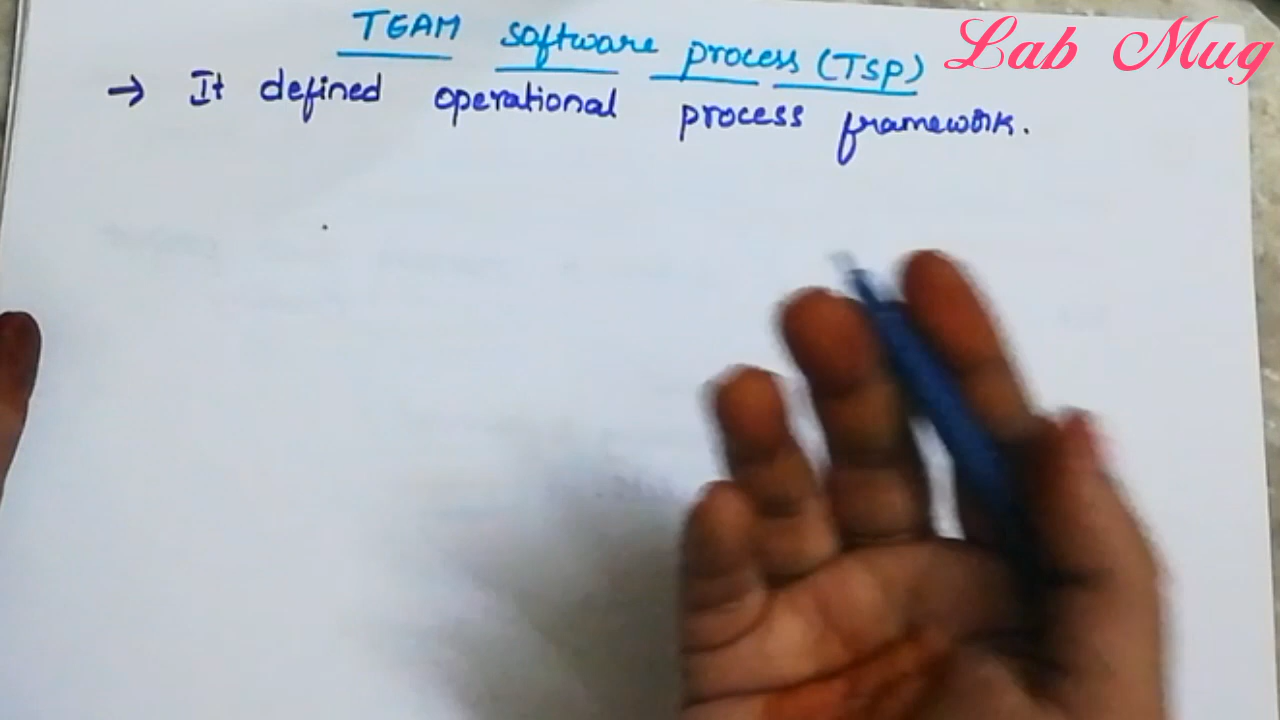 TEAM software process (TSP)
Lab Mug
→ It defined operational process framework.